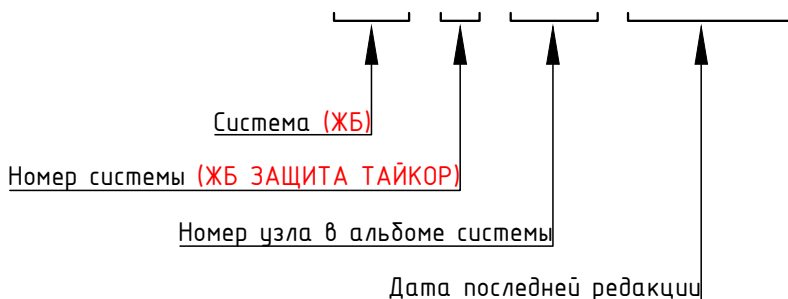 Система (ЖБ)
Номер системы (ЖБ ЗАЩИТА ТАЙКОР)
Номер узла в альбоме системы
Дата последней редакции